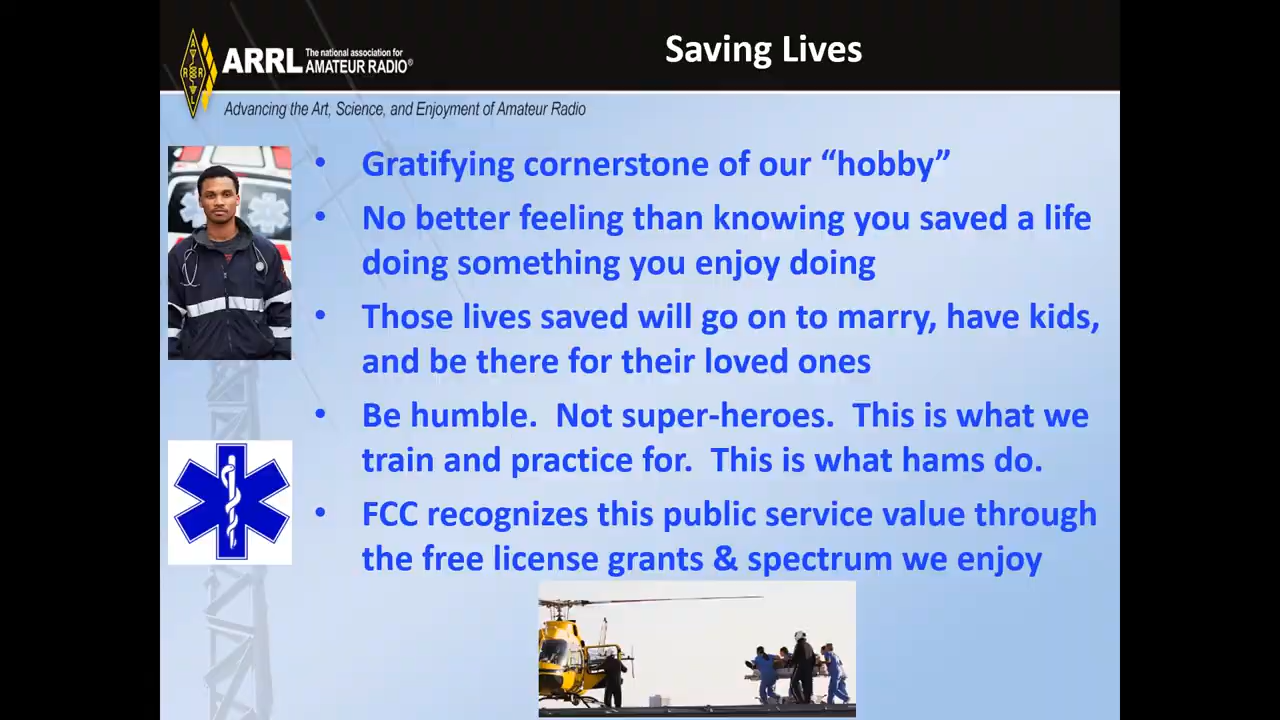 Saving Lives
ARRL The national association for
AMATEUR RADIO®
Advancing the Art, Science, and Enjoyment of Amateur Radio
• Gratifying cornerstone of our “hobby”
• No better feeling than knowing you saved a life
doing something you enjoy doing
• Those lives saved will go on to marry, have kids,
and be there for their loved ones
• Be humble.  Not super-heroes.  This is what we
train and practice for.  This is what hams do.
• FCC recognizes this public service value through
the free license grants & spectrum we enjoy